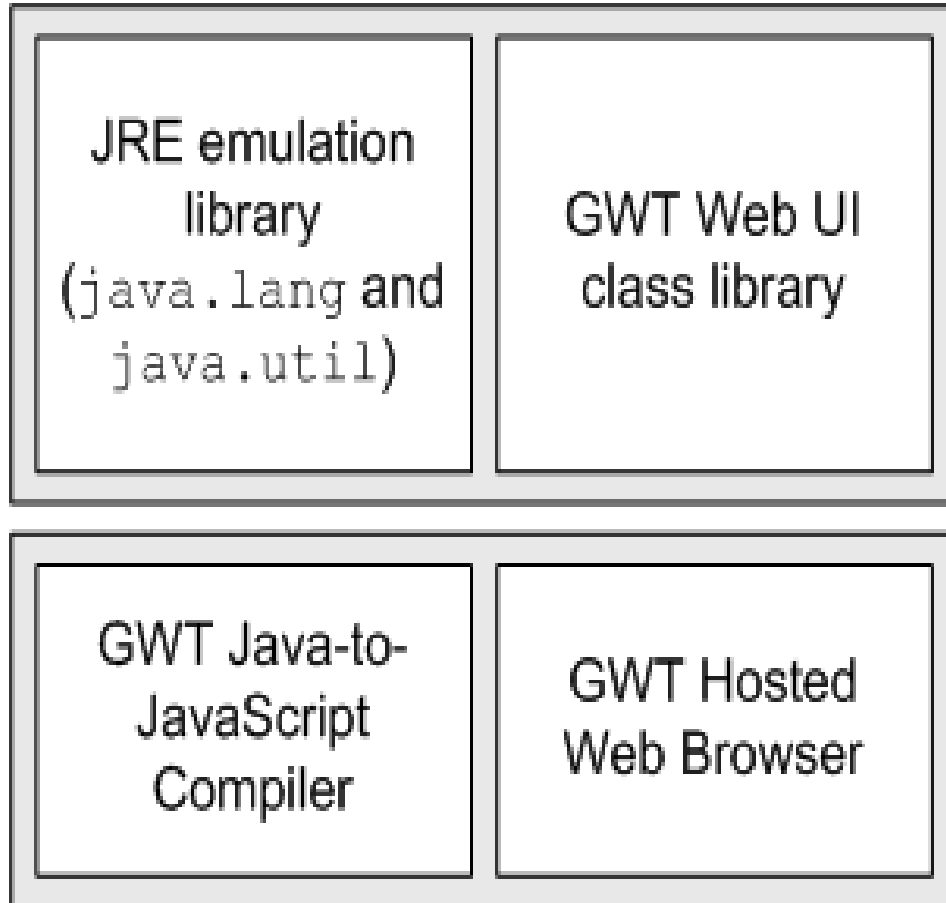 JRE emulation
library
(java.lang and
java.util)
GWT Web UI
class library
GWT Java-to-
JavaScript
Compiler
GWT Hosted
Web Browser